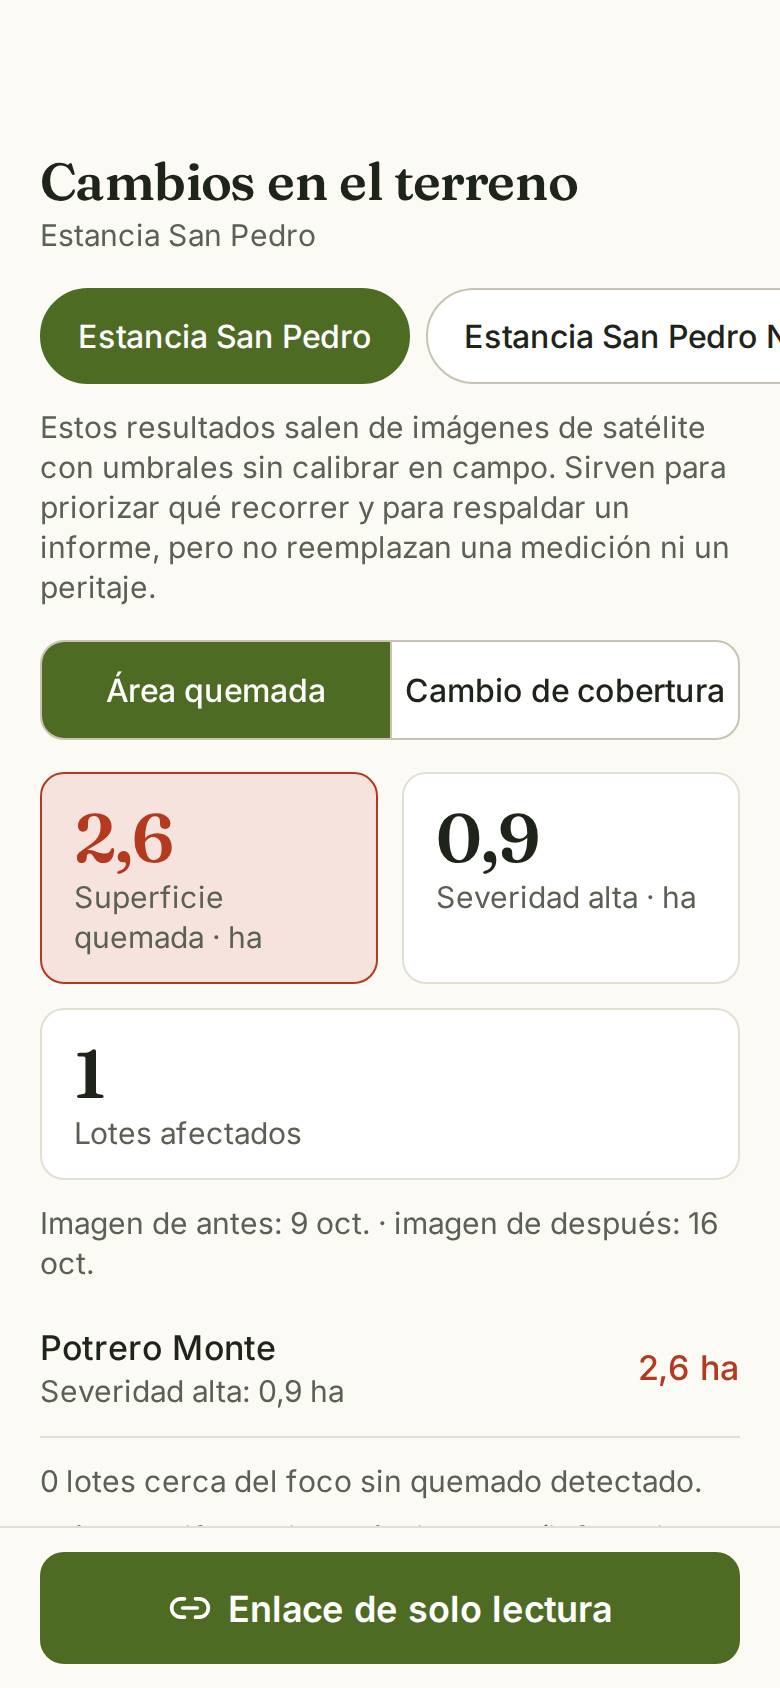 Cambios en el terreno
Estancia San Pedro
Estancia San Pedro
Estancia San Pedro
Estos resultados salen de imágenes de satélite
con umbrales sin calibrar en campo. Sirven para
priorizar qué recorrer y para respaldar un
informe, pero no reemplazan una medición ni un
peritaje.
Área quemada
Cambio de cobertura
2,6
Superficie
quemada · ha
0,9
Severidad alta · ha
1
Lotes afectados
Imagen de antes: 9 oct. · imagen de después: 16
oct.
Potrero Monte
Severidad alta: 0,9 ha
2,6 ha
0 lotes cerca del foco sin quemado detectado.
Enlace de solo lectura